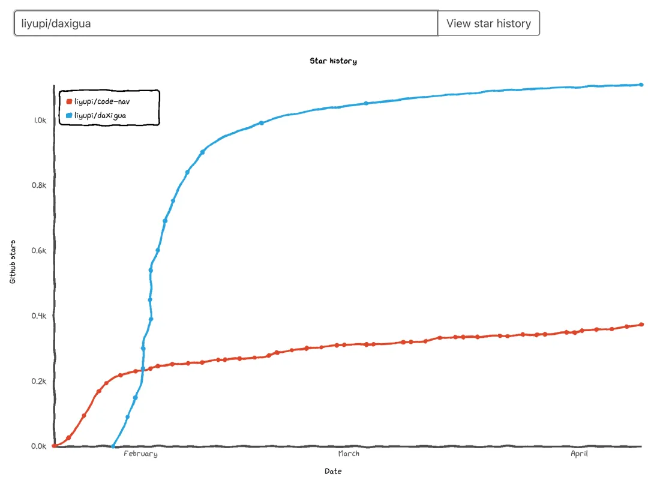 liyupi/daxigua View star history
Star history
liyupi/code-nav
liyupi/daxigua
1.0k
0.8k
0.6k
0.4k
0.2k
0.0k
Github stars
February March April
Date